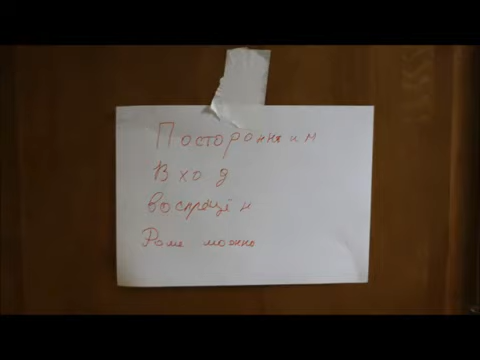 Посторонним
Вход
воспрещён
Роме можно